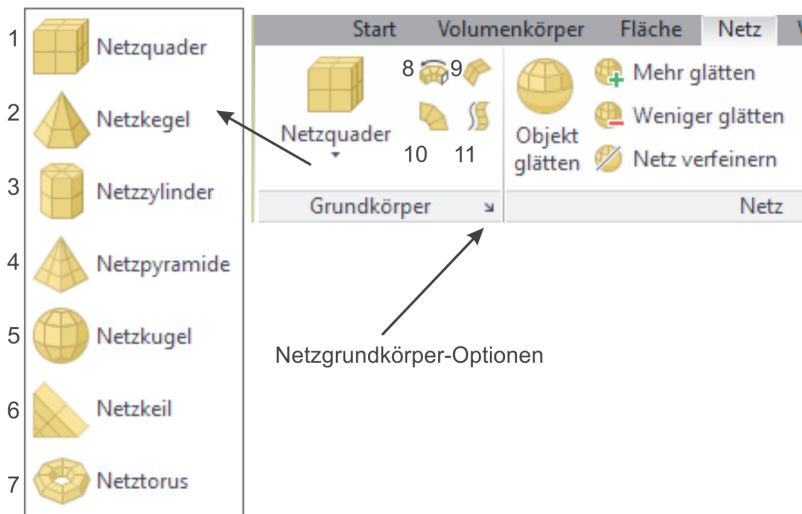 1 Netzquader
2 Netzkegel
3 Netzzylinder
4 Netzpyramide
5 Netzkugel
6 Netzkeil
7 Netztorus
Start Volumenkörper Fläche Netz
8 9
Netzquader
10 11
Grundkörper
Objekt
glätten
Mehr glätten
Weniger glätten
Netz verfeinern
Netz
Netzgrundkörper-Optionen